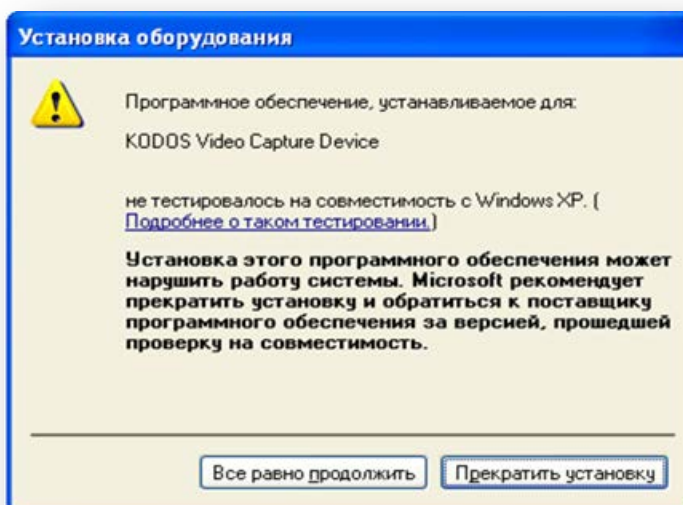 Установка оборудования
Программное обеспечение, устанавливаемое для:
KODOS Video Capture Device
не тестировалось на совместимость с Windows XP. (
Подробнее о таком тестировании.)
Установка этого программного обеспечения может
нарушить работу системы. Microsoft рекомендует
прекратить установку и обратиться к поставщику
программного обеспечения за версией, прошедшей
проверку на совместимость.
Все равно продолжить
Прекратить установку